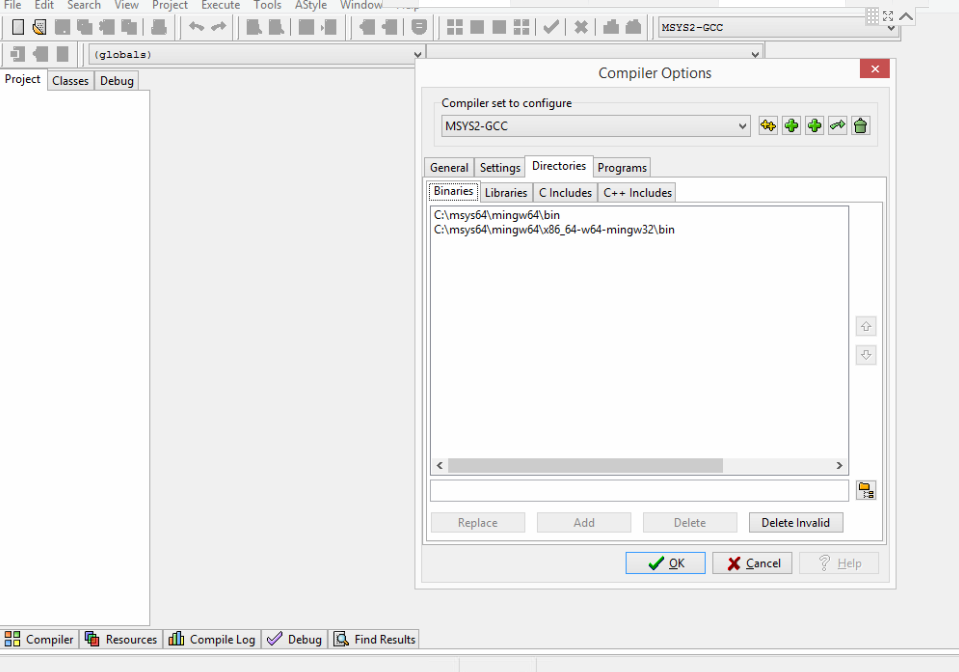 File Edit Search View Project Execute Tools AStyle Window
MSYS2-GCC
(globals)
Project Classes Debug
Compiler Options
Compiler set to configure
MSYS2-GCC
General Settings Directories Programs
Binaries Libraries C Includes C++ Includes
C:\msys64\mingw64\bin
C:\msys64\mingw64\x86_64-w64-mingw32\bin
Replace Add Delete Delete Invalid
OK Cancel Help
Compiler Resources Compile Log Debug Find Results